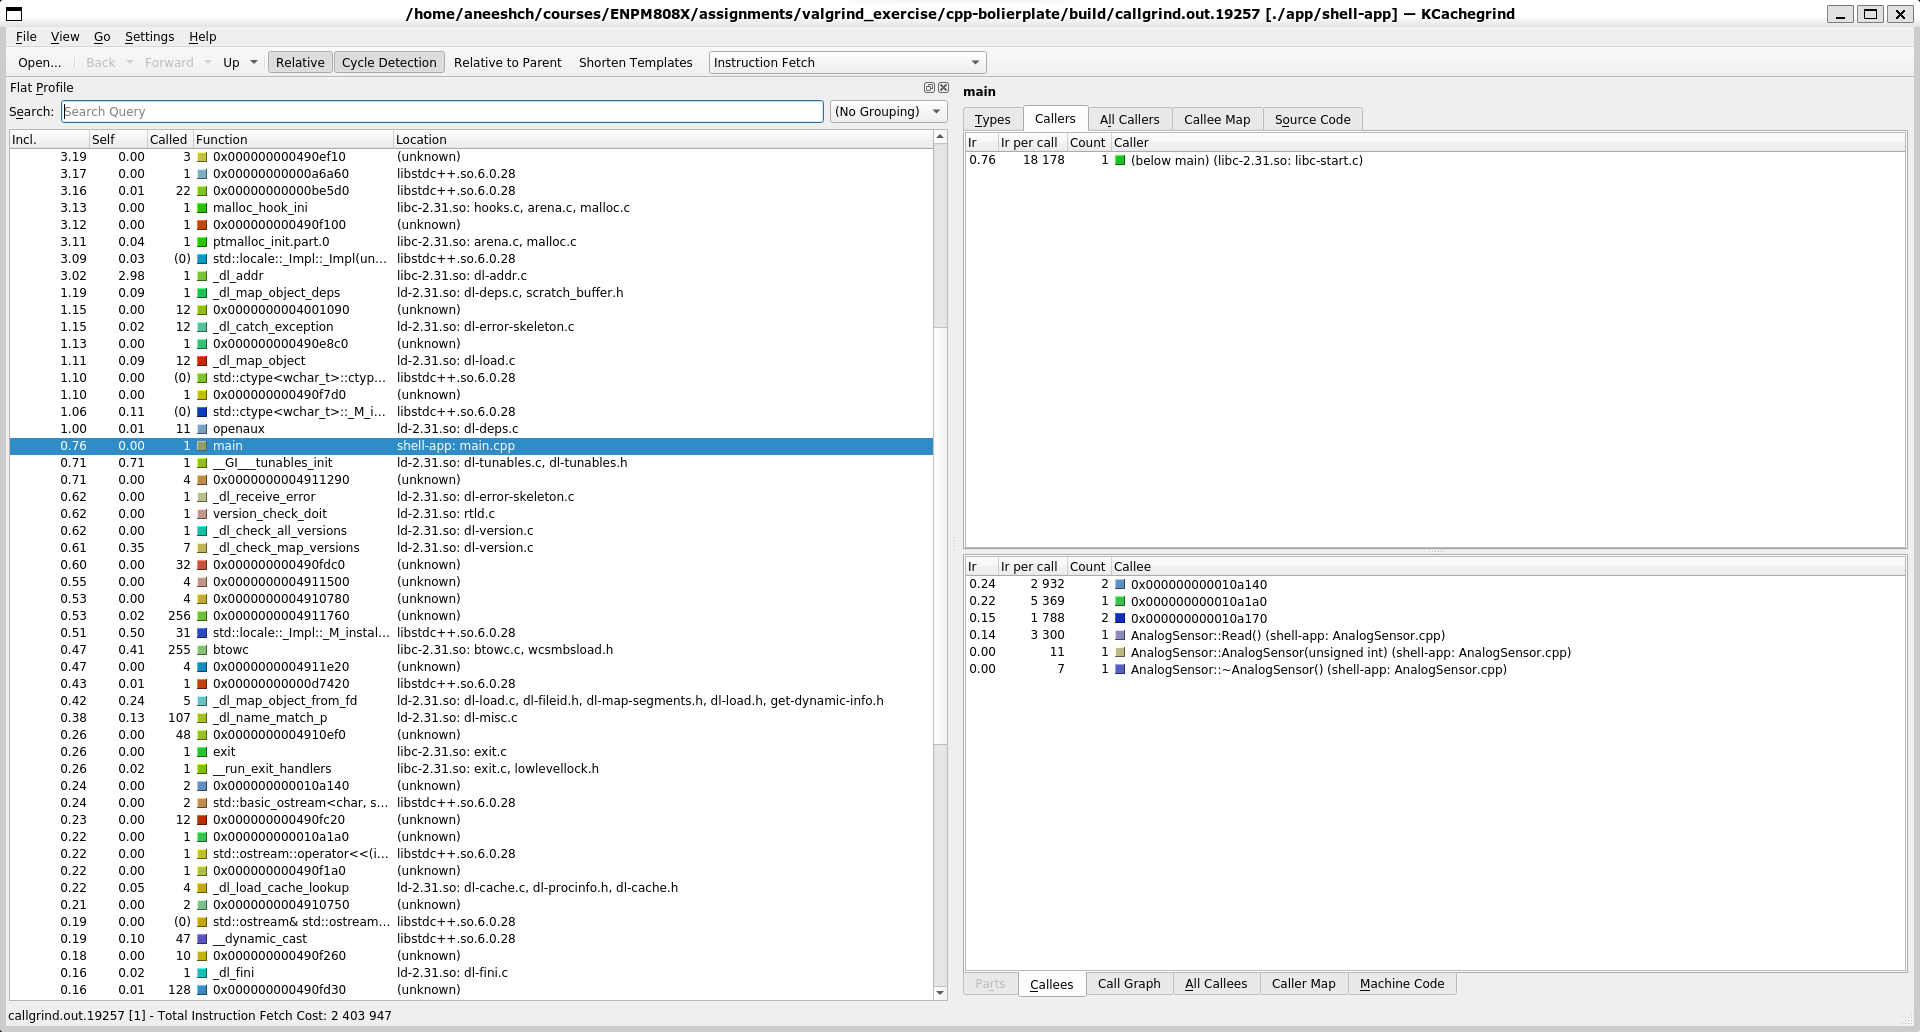 /home/aneeshch/courses/ENPM808X/assignments/valgrind_exercise/cpp-bolierplate/build/callgrind.out.19257 [./app/shell-app] — KCachegrind
File View Go Settings Help
Open... Back Forward Up Relative Cycle Detection Relative to Parent Shorten Templates Instruction Fetch
Flat Profile
Search: Search Query (No Grouping)
Incl. Self Called Function Location
3.19 0.00 3 0x000000000490ef10 (unknown)
3.17 0.00 1 0x00000000000a6a60 libstdc++.so.6.0.28
3.16 0.01 22 0x00000000000be5d0 libstdc++.so.6.0.28
3.13 0.00 1 malloc_hook_ini libc-2.31.so: hooks.c, arena.c, malloc.c
3.12 0.00 1 0x000000000490f100 (unknown)
3.11 0.04 1 ptmalloc_init.part.0 libc-2.31.so: arena.c, malloc.c
3.09 0.03 (0) std::locale::_Impl::_Impl(un... libstdc++.so.6.0.28
3.02 2.98 1 _dl_addr libc-2.31.so: dl-addr.c
1.19 0.09 1 _dl_map_object_deps ld-2.31.so: dl-deps.c, scratch_buffer.h
1.15 0.00 12 0x0000000004001090 (unknown)
1.15 0.02 12 _dl_catch_exception ld-2.31.so: dl-error-skeleton.c
1.13 0.00 1 0x000000000490e8c0 (unknown)
1.11 0.09 12 _dl_map_object ld-2.31.so: dl-load.c
1.10 0.00 (0) std::ctype<wchar_t>::ctyp... libstdc++.so.6.0.28
1.10 0.00 1 0x000000000490f7d0 (unknown)
1.06 0.11 (0) std::ctype<wchar_t>::_M_i... libstdc++.so.6.0.28
1.00 0.01 11 openaux ld-2.31.so: dl-deps.c
0.76 0.00 1 main shell-app: main.cpp
0.71 0.71 1 __GI___tunables_init ld-2.31.so: dl-tunables.c, dl-tunables.h
0.71 0.00 4 0x0000000004911290 (unknown)
0.62 0.00 1 _dl_receive_error ld-2.31.so: dl-error-skeleton.c
0.62 0.00 1 version_check_doit ld-2.31.so: rtld.c
0.62 0.00 1 _dl_check_all_versions ld-2.31.so: dl-version.c
0.61 0.35 7 _dl_check_map_versions ld-2.31.so: dl-version.c
0.60 0.00 32 0x000000000490fdc0 (unknown)
0.55 0.00 4 0x0000000004911500 (unknown)
0.53 0.00 4 0x0000000004910780 (unknown)
0.53 0.02 256 0x0000000004911760 (unknown)
0.51 0.50 31 std::locale::_Impl::_M_instal... libstdc++.so.6.0.28
0.47 0.41 255 btowc libc-2.31.so: btowc.c, wcsmbsload.h
0.47 0.00 4 0x0000000004911e20 (unknown)
0.43 0.01 1 0x00000000000d7420 libstdc++.so.6.0.28
0.42 0.24 5 _dl_map_object_from_fd ld-2.31.so: dl-load.c, dl-fileid.h, dl-map-segments.h, dl-load.h, get-dynamic-info.h
0.38 0.13 107 _dl_name_match_p ld-2.31.so: dl-misc.c
0.26 0.00 48 0x0000000004910ef0 (unknown)
0.26 0.00 1 exit libc-2.31.so: exit.c
0.26 0.02 1 __run_exit_handlers libc-2.31.so: exit.c, lowlevellock.h
0.24 0.00 2 0x000000000010a140 (unknown)
0.24 0.00 2 std::basic_ostream<char, s... libstdc++.so.6.0.28
0.23 0.00 12 0x000000000490fc20 (unknown)
0.22 0.00 1 0x000000000010a1a0 (unknown)
0.22 0.00 1 std::ostream::operator<<(i... libstdc++.so.6.0.28
0.22 0.00 1 0x000000000490f1a0 (unknown)
0.22 0.05 4 _dl_load_cache_lookup ld-2.31.so: dl-cache.c, dl-procinfo.h, dl-cache.h
0.21 0.00 2 0x0000000004910750 (unknown)
0.19 0.00 (0) std::ostream& std::ostream... libstdc++.so.6.0.28
0.19 0.10 47 __dynamic_cast libstdc++.so.6.0.28
0.18 0.00 10 0x000000000490f260 (unknown)
0.16 0.02 1 _dl_fini ld-2.31.so: dl-fini.c
0.16 0.01 128 0x000000000490fd30 (unknown)
main
Types Callers All Callers Callee Map Source Code
Ir Ir per call Count Caller
0.76 18 178 1 (below main) (libc-2.31.so: libc-start.c)
Ir Ir per call Count Callee
0.24 2 932 2 0x000000000010a140
0.22 5 369 1 0x000000000010a1a0
0.15 1 788 2 0x000000000010a170
0.14 3 300 1 AnalogSensor::Read() (shell-app: AnalogSensor.cpp)
0.00 11 1 AnalogSensor::AnalogSensor(unsigned int) (shell-app: AnalogSensor.cpp)
0.00 7 1 AnalogSensor::~AnalogSensor() (shell-app: AnalogSensor.cpp)
Parts Callees Call Graph All Callees Caller Map Machine Code
callgrind.out.19257 [1] - Total Instruction Fetch Cost: 2 403 947